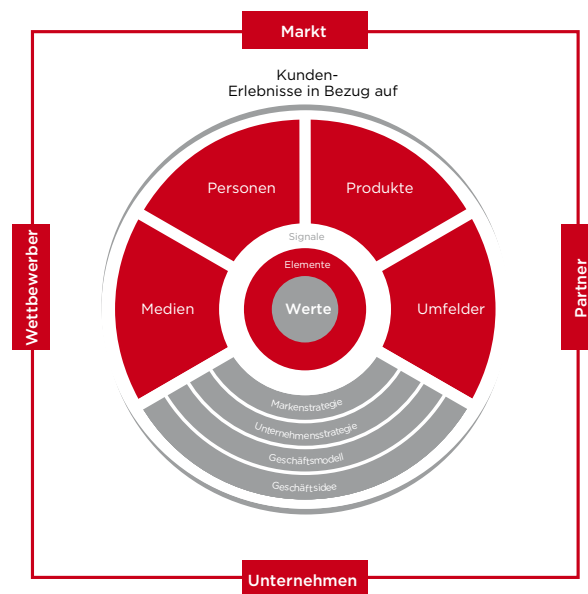 Markt
Kunden-
Erlebnisse in Bezug auf
Personen
Produkte
Signale
Elemente
Wettbewerber
Medien
Werte
Umfelder
Partner
Markenstrategie
Unternehmensstrategie
Geschäftsmodell
Geschäftsidee
Unternehmen